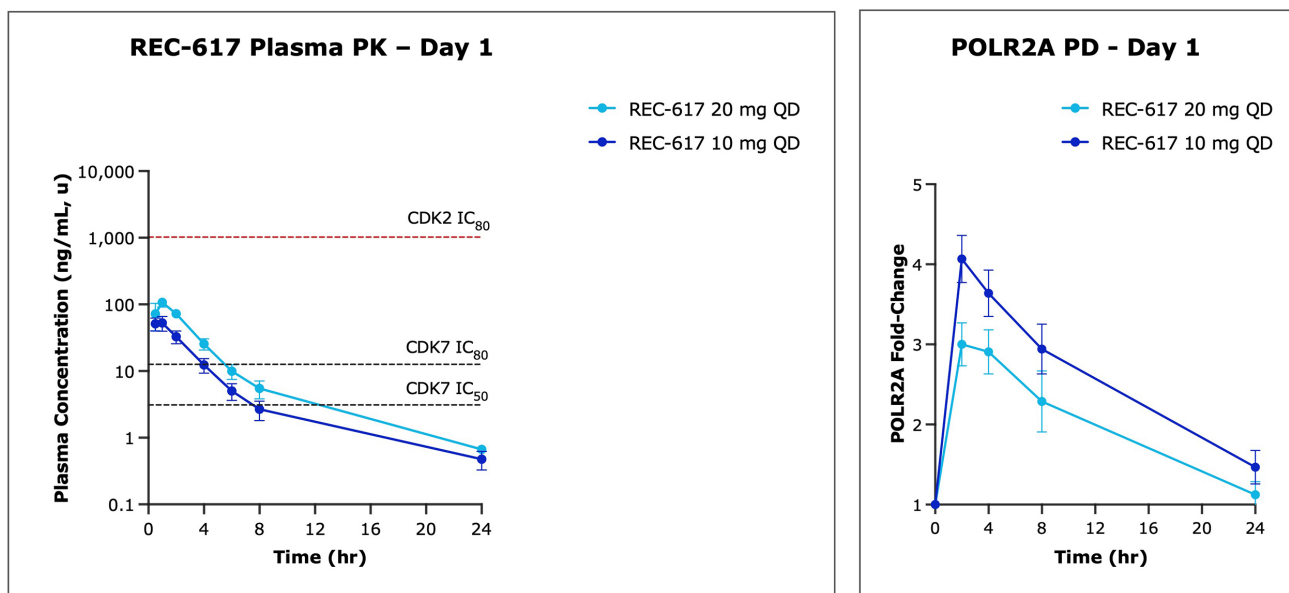 REC-617 Plasma PK – Day 1
REC-617 20 mg QD
REC-617 10 mg QD
Plasma Concentration (ng/mL, u)
10,000
1,000
100
10
1
0.1
CDK2 IC80
CDK7 IC80
CDK7 IC50
0 4 8 12 16 20 24
Time (hr)
POLR2A PD - Day 1
REC-617 20 mg QD
REC-617 10 mg QD
POLR2A Fold-Change
5
4
3
2
1
0 4 8 12 16 20 24
Time (hr)